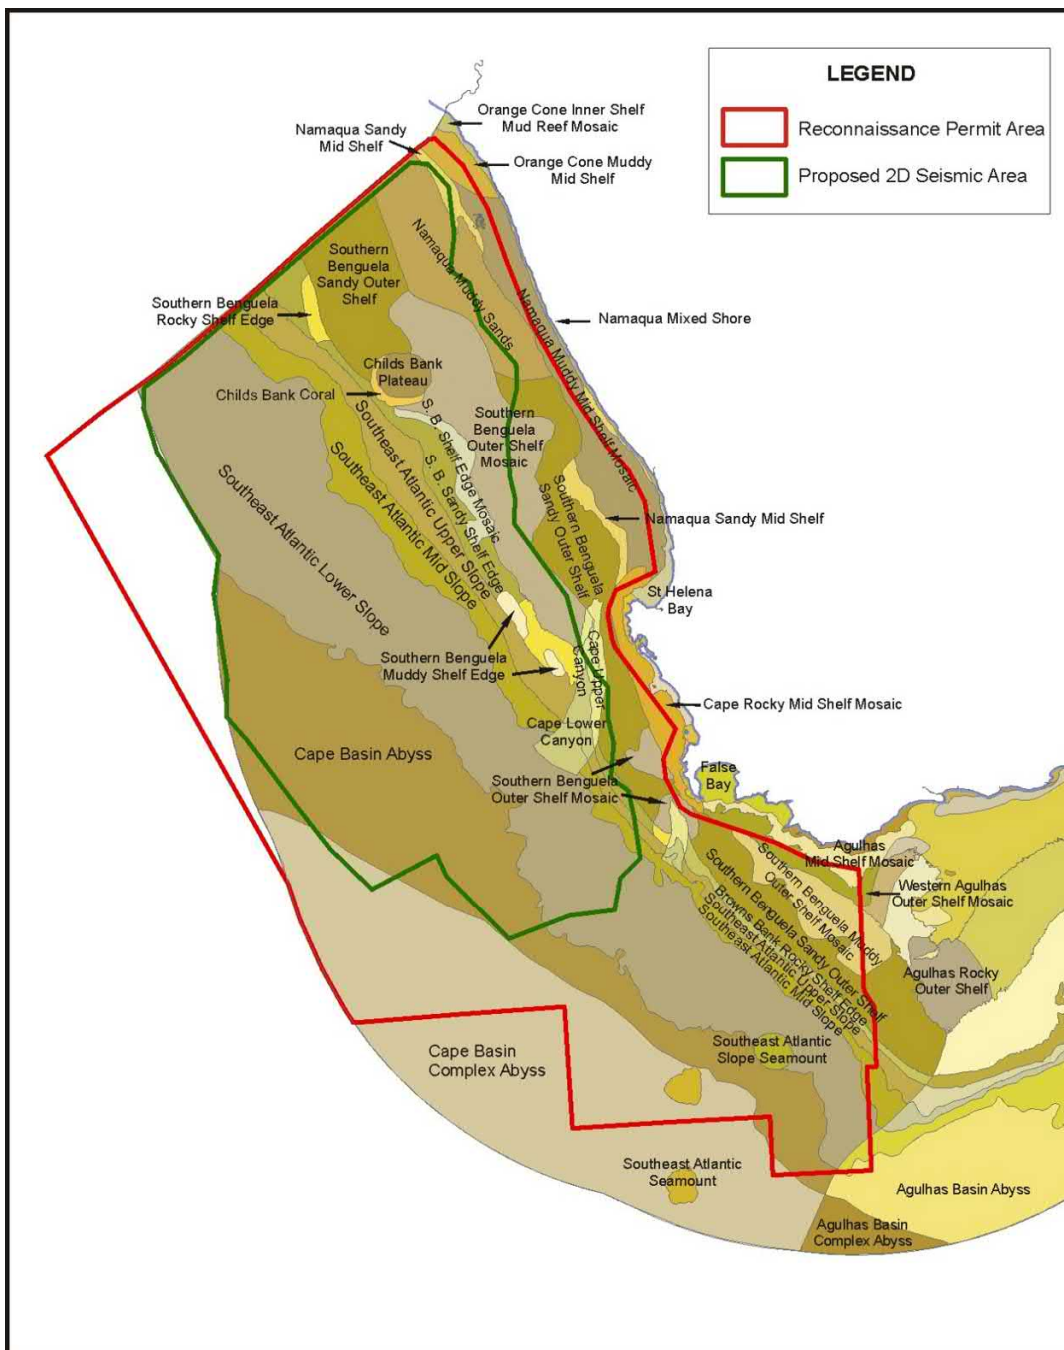 LEGEND
Reconnaissance Permit Area
Proposed 2D Seismic Area
Orange Cone Inner Shelf
Mud Reef Mosaic
Namaqua Sandy
Mid Shelf
Orange Cone Muddy
Mid Shelf
Southern
Benguela
Sandy Outer
Shelf
Namaqua Muddy Sands
Southern Benguela
Rocky Shelf Edge
Namaqua Muddy Mid Shelf Mosaic
Namaqua Mixed Shore
Childs Bank
Plateau
Childs Bank Coral
Southern
Benguela
Outer Shelf
Mosaic
S. B. Shelf Edge Mosaic
S. B. Sandy Shelf Edge
Southeast Atlantic Upper Slope
Southeast Atlantic Mid Slope
Southeast Atlantic Lower Slope
Southern Benguela
Sandy Outer Shelf
Namaqua Sandy Mid Shelf
St Helena
Bay
Southern Benguela
Muddy Shelf Edge
Cape Upper
Canyon
Cape Rocky Mid Shelf Mosaic
Cape Lower
Canyon
Cape Basin Abyss
Southern Benguela
Outer Shelf Mosaic
False
Bay
Agulhas
Mid Shelf Mosaic
Western Agulhas
Outer Shelf Mosaic
Southern Benguela Muddy
Outer Shelf Mosaic
Southern Benguela Sandy Outer Shelf
Browns Bank Rocky Shelf Edge
Southeast Atlantic Upper Slope
Southeast Atlantic Mid Slope
Agulhas Rocky
Outer Shelf
Southeast Atlantic
Slope Seamount
Cape Basin
Complex Abyss
Southeast Atlantic
Seamount
Agulhas Basin Abyss
Agulhas Basin
Complex Abyss